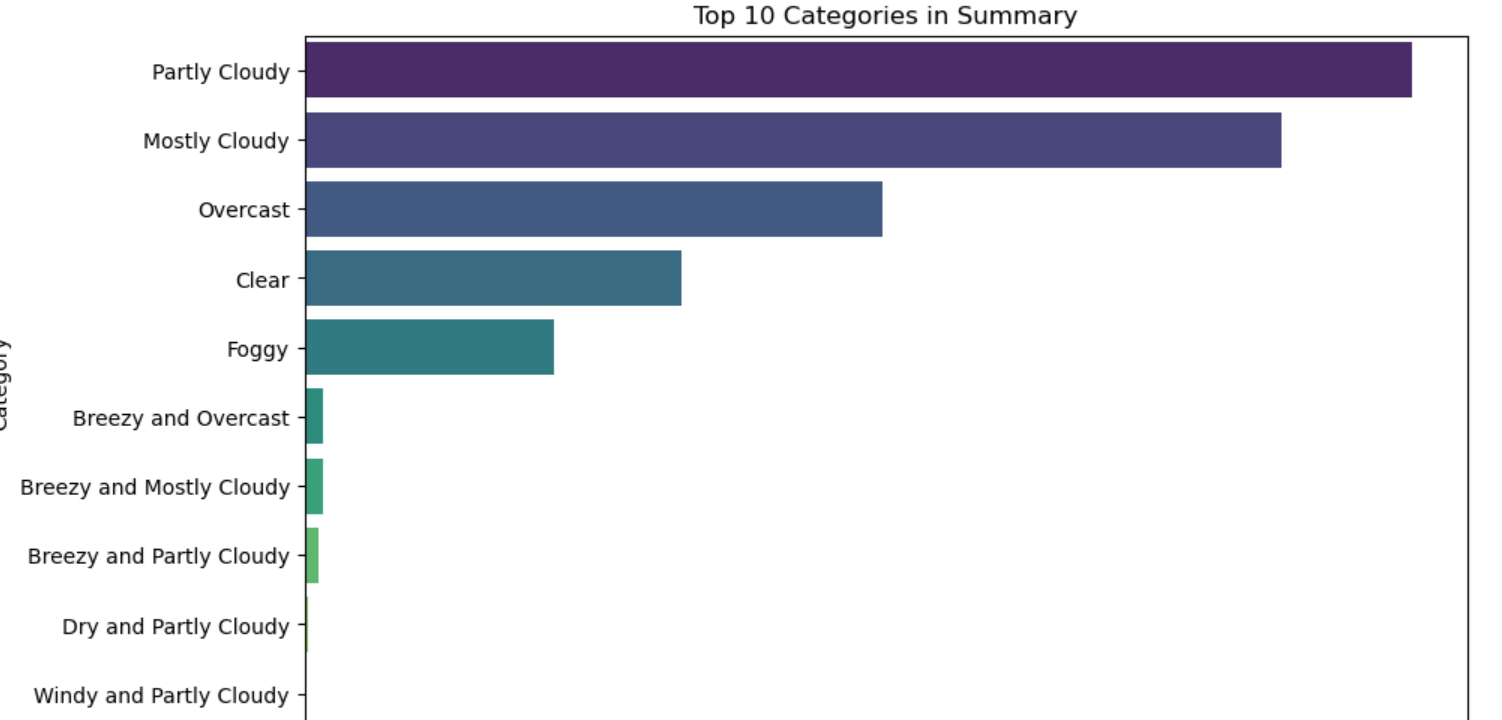 Top 10 Categories in Summary
Partly Cloudy
Mostly Cloudy
Overcast
Clear
Foggy
Breezy and Overcast
Breezy and Mostly Cloudy
Breezy and Partly Cloudy
Dry and Partly Cloudy
Windy and Partly Cloudy
Category